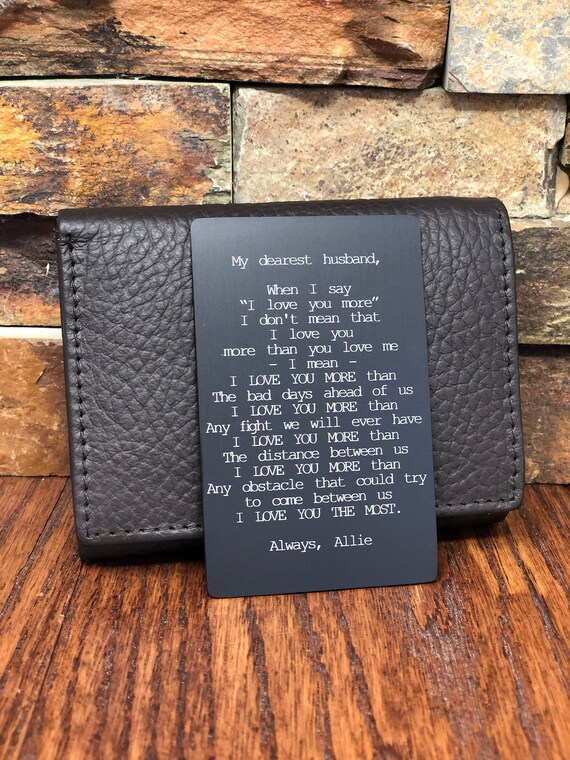 My dearest husband,
When I say
“I love you more”
I don't mean that
I love you
more than you love me
- I mean -
I LOVE YOU MORE than
The bad days ahead of us
I LOVE YOU MORE than
Any fight we will ever have
I LOVE YOU MORE than
The distance between us
I LOVE YOU MORE than
Any obstacle that could try
to come between us
I LOVE YOU THE MOST.
Always, Allie